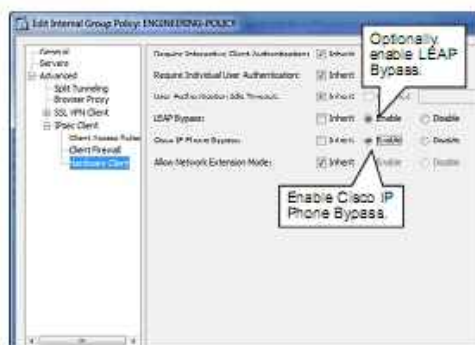 Edit Internal Group Policy: ENGINEERING-POLICY
General
Servers
Advanced
Split Tunneling
Browser Proxy
SSL VPN Client
IPsec Client
Client Access Rules
Client Firewall
Hardware Client
Require Interactive Client Authentication: Inherit
Require Individual User Authentication: Inherit
User Authentication Idle Timeout: Inherit
LEAP Bypass: Inherit Enable Disable
Cisco IP Phone Bypass: Inherit Enable Disable
Allow Network Extension Mode: Inherit Enable Disable
Optionally,
enable LEAP
Bypass.
Enable Cisco IP
Phone Bypass.